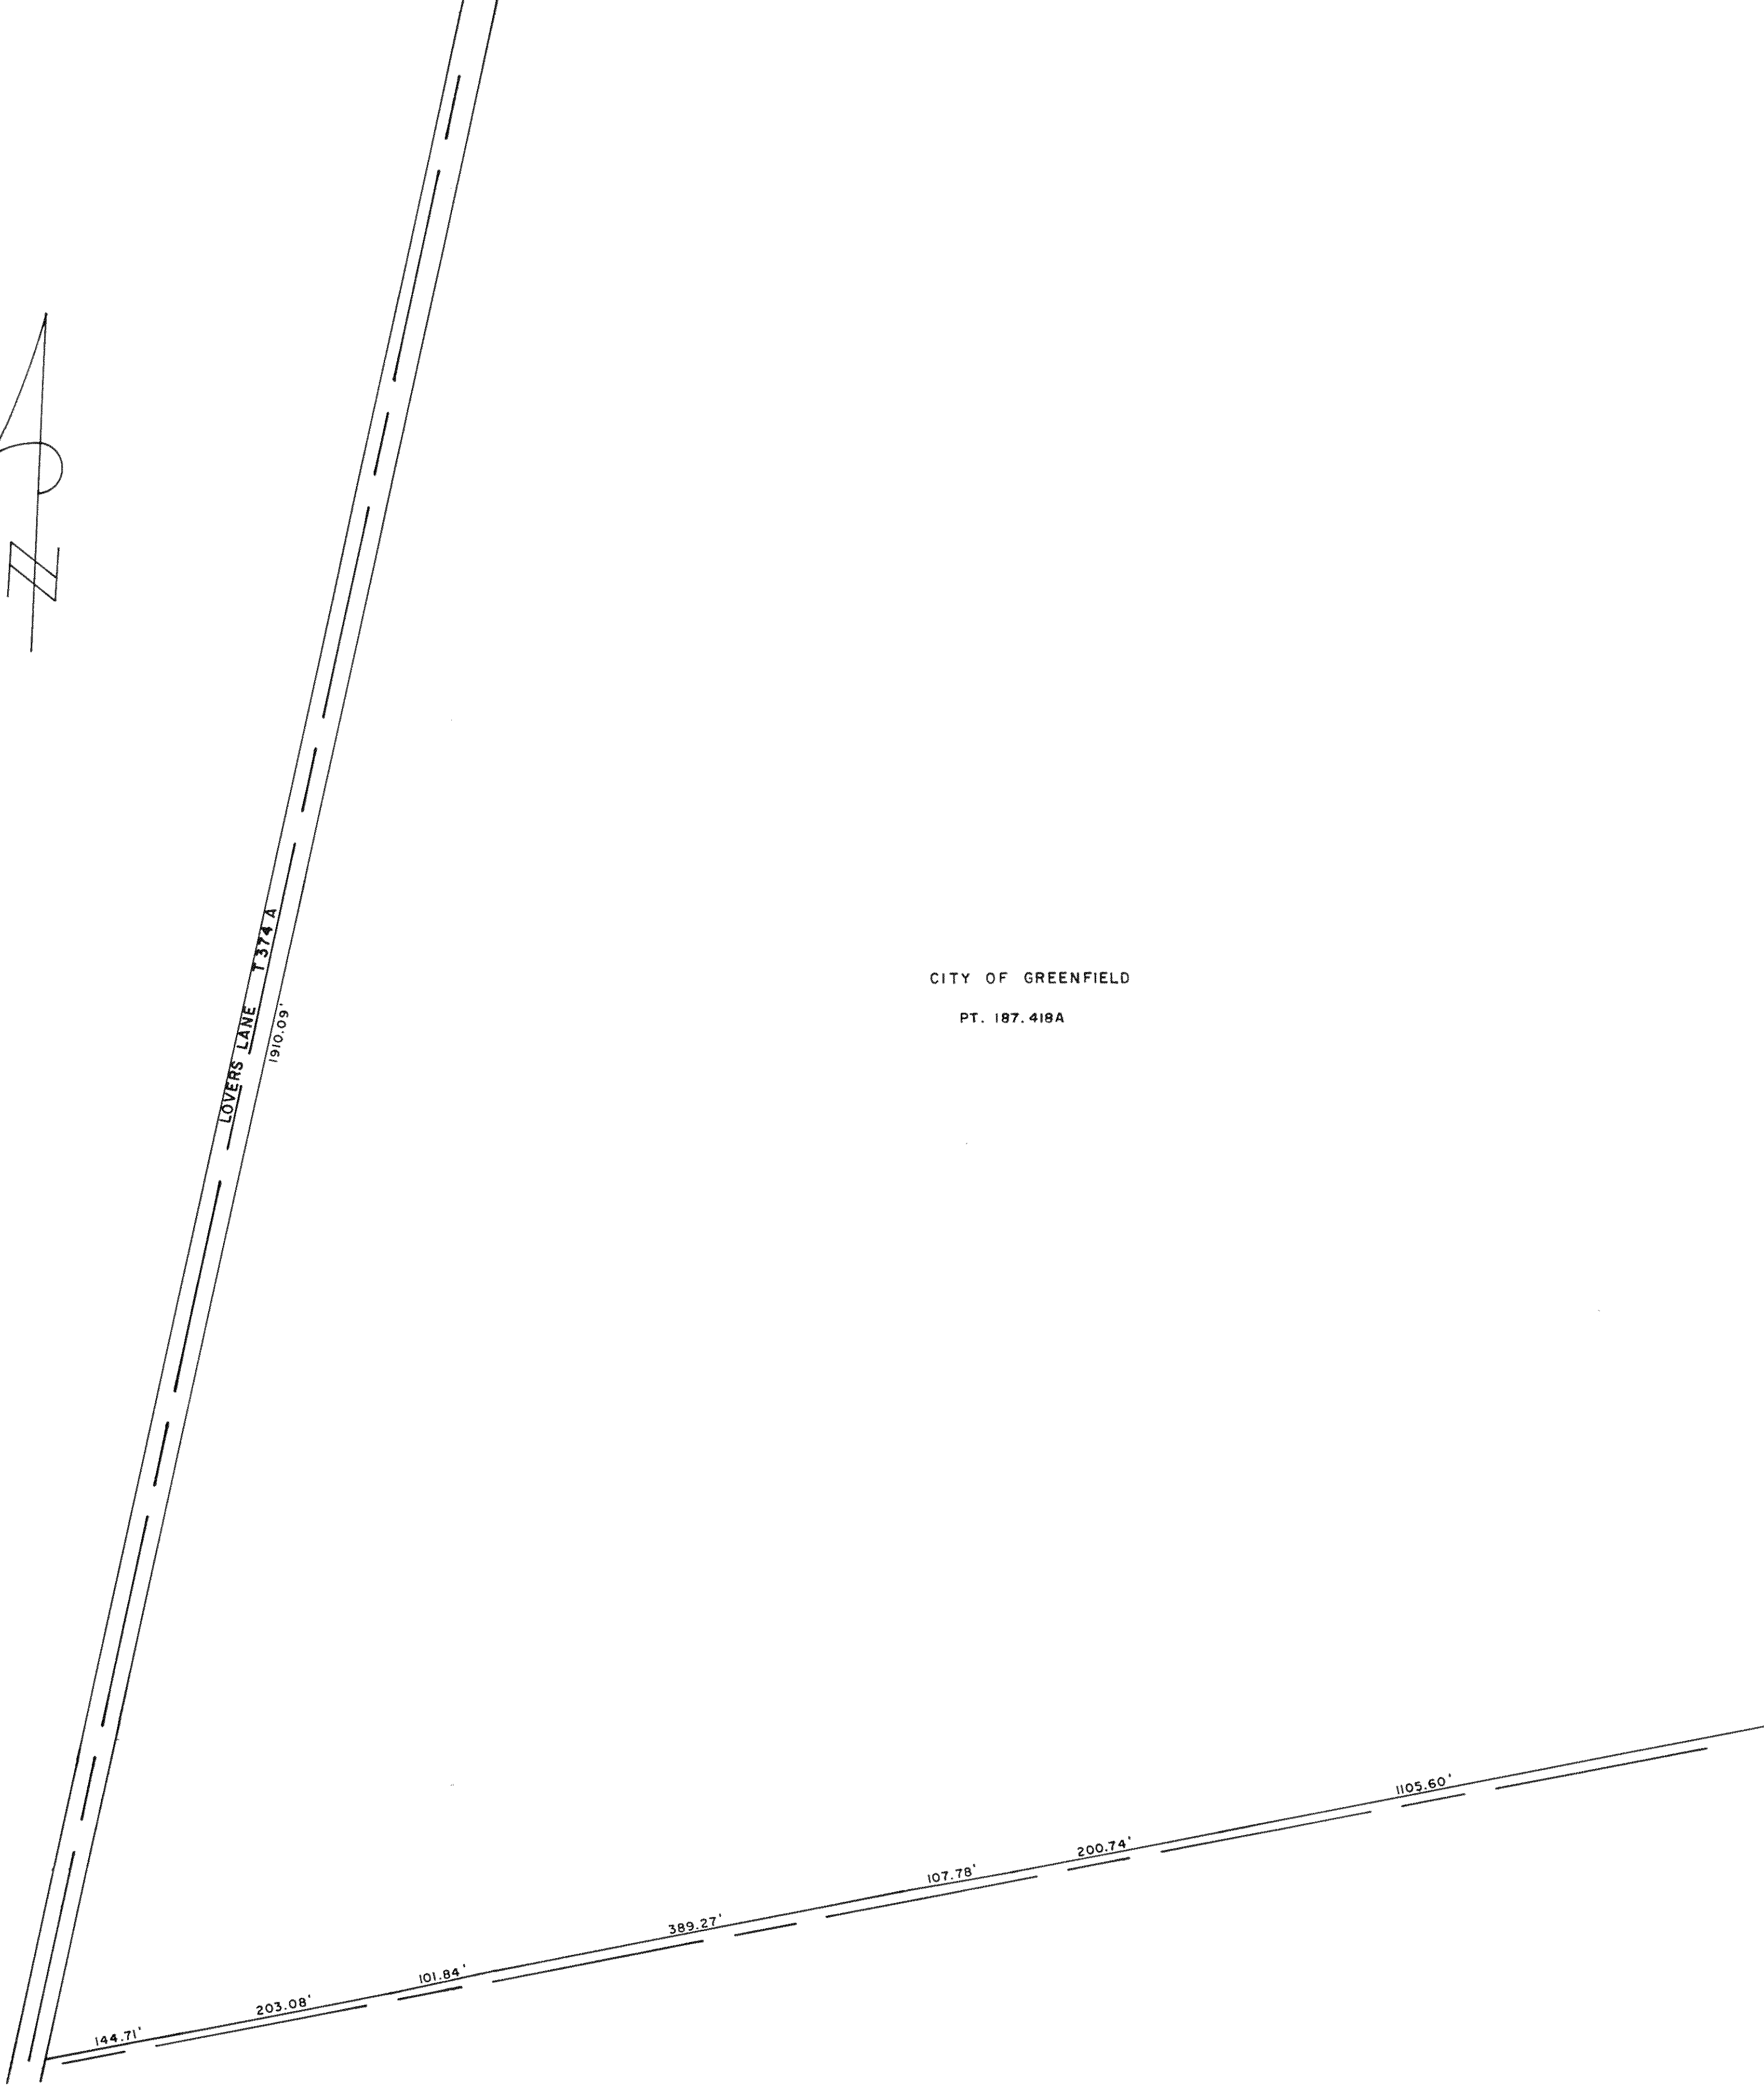 N
LOVERS LANE T 374 A
1910.09'
CITY OF GREENFIELD
PT. 187.418A
1105.60'
200.74'
107.78'
389.27'
101.84'
203.08'
144.71'